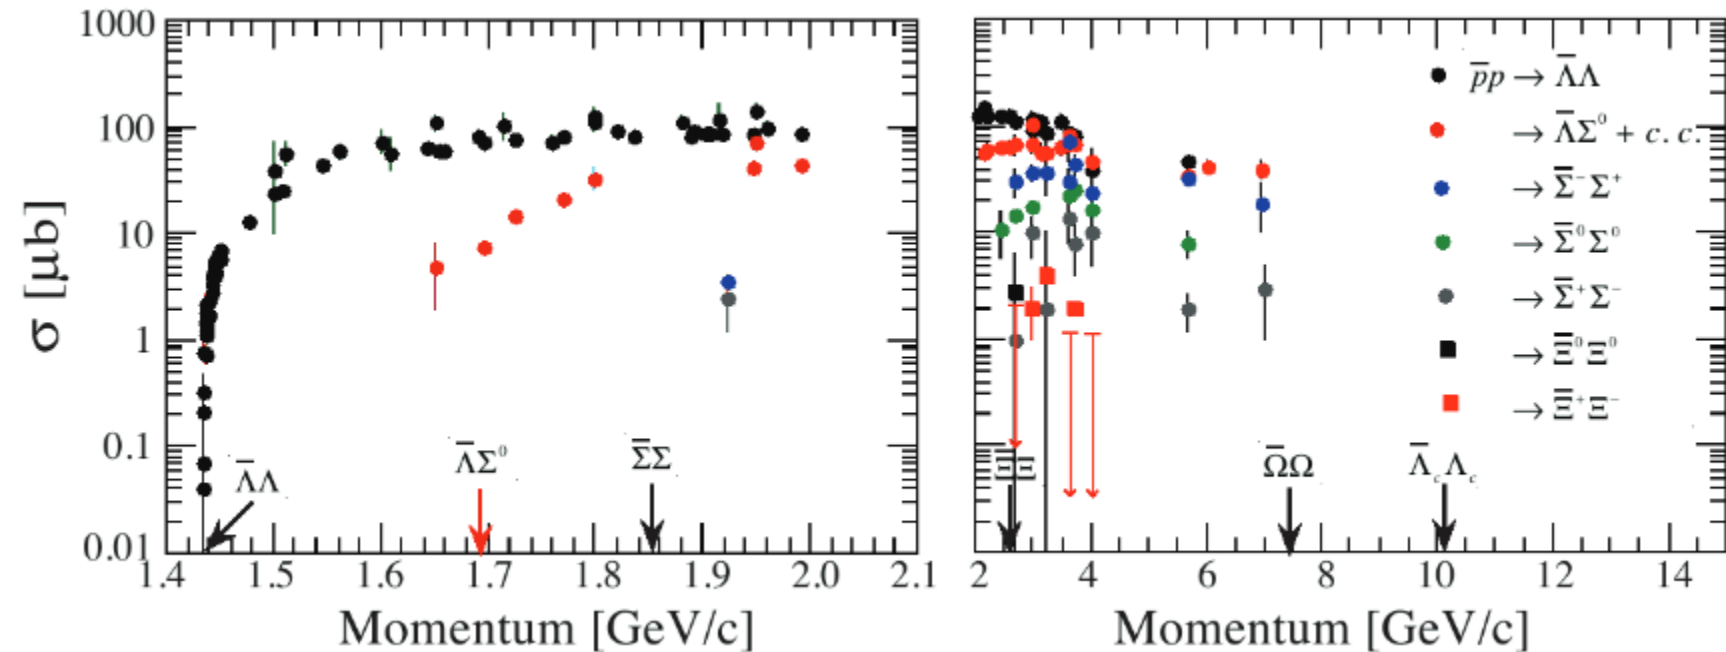 1000
100
10
1
0.1
0.01
σ [μb]
Λ̅Λ
Λ̅Σ⁰
Σ̅Σ
1.4 1.5 1.6 1.7 1.8 1.9 2.0 2.1
Momentum [GeV/c]
p̅p → Λ̅Λ
→ Λ̅Σ⁰ + c. c.
→ Σ̅⁻Σ⁺
→ Σ̅⁰Σ⁰
→ Σ̅⁺Σ⁻
→ Ξ̅⁰Ξ⁰
→ Ξ̅⁺Ξ⁻
Ξ̅Ξ
Ω̅Ω
Λ̅cΛc
2 4 6 8 10 12 14
Momentum [GeV/c]